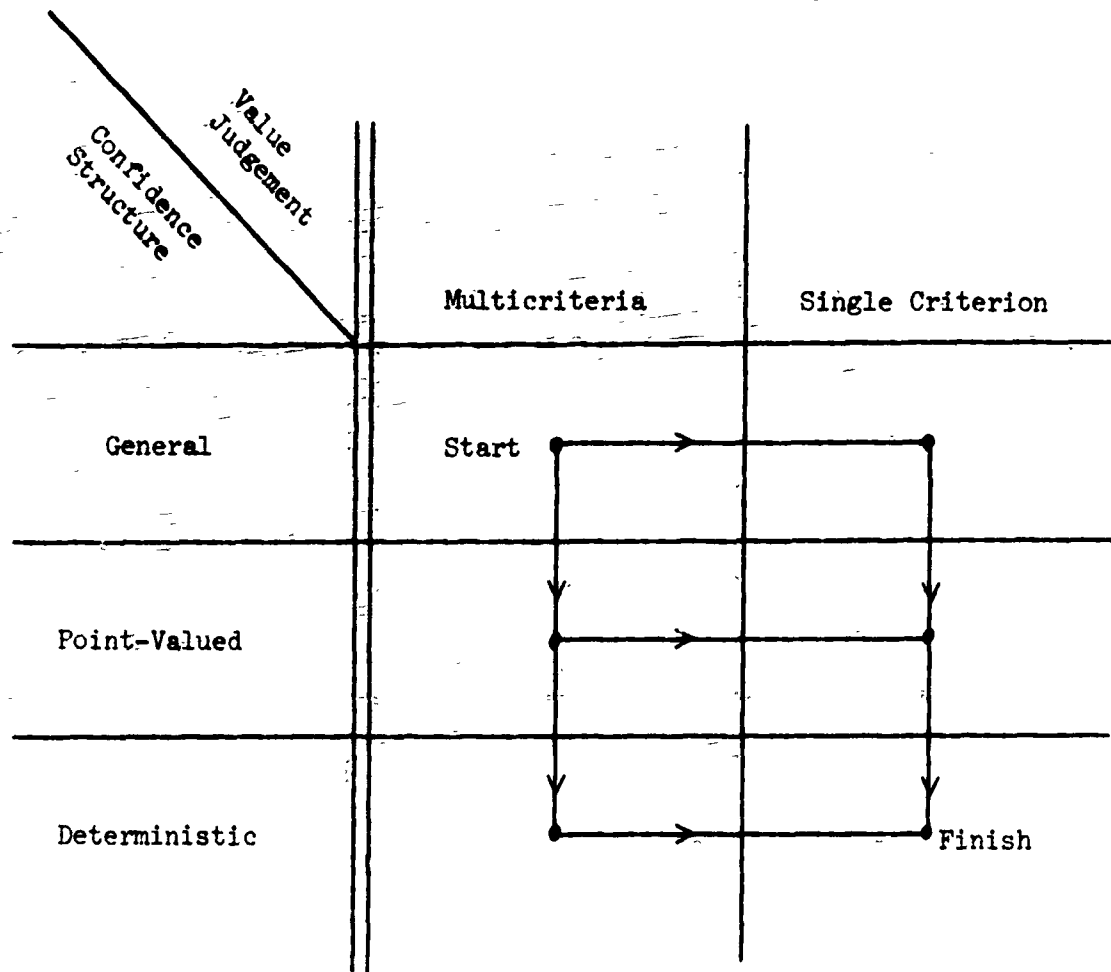 Value
Judgement
Confidence
Structure
Multicriteria
Single Criterion
General
Start
Point-Valued
Deterministic
Finish